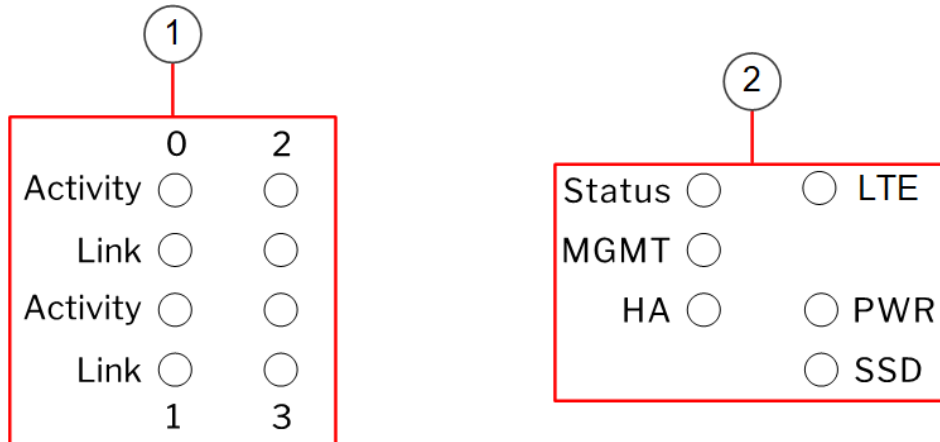 1
0 2
Activity
Link
Activity
Link
1 3
2
Status LTE
MGMT
HA PWR
SSD